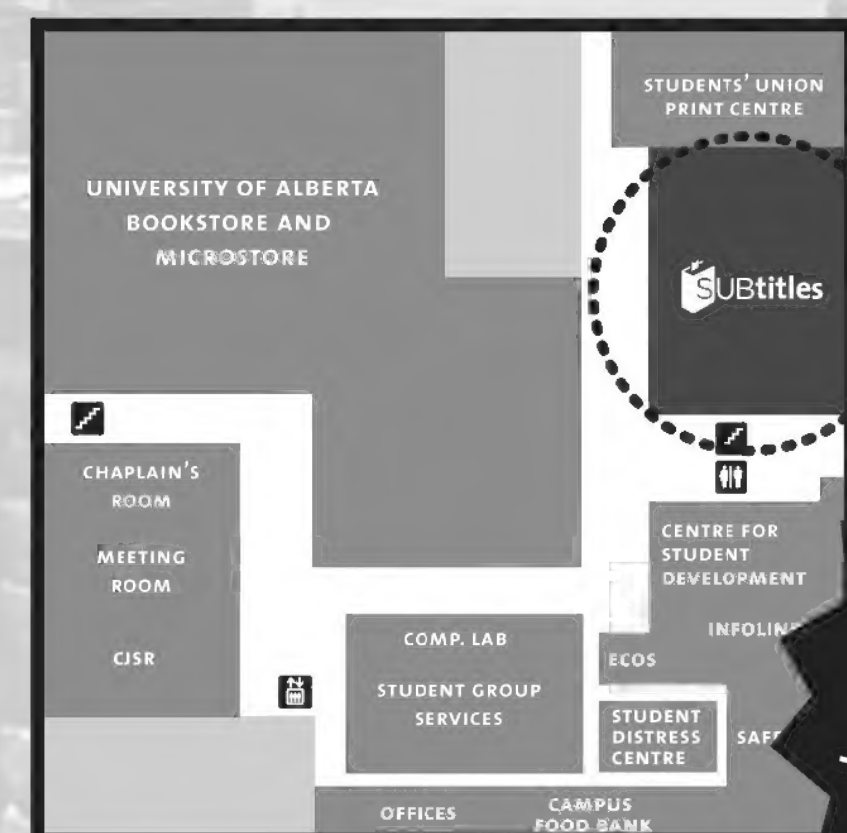 STUDENTS' UNION
PRINT CENTRE
UNIVERSITY OF ALBERTA
BOOKSTORE AND
MICROSTORE
SUBtitles
CHAPLAIN'S
ROOM
MEETING
ROOM
CJSR
CENTRE FOR
STUDENT
DEVELOPMENT
INFOLINE
ECOS
COMP. LAB
STUDENT GROUP
SERVICES
STUDENT
DISTRESS
CENTRE
OFFICES
CAMPUS
FOOD BANK